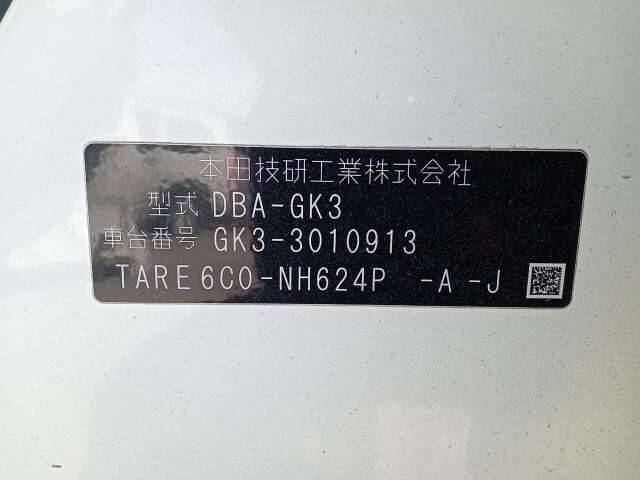 本田技研工業株式会社
型式 DBA-GK3
車台番号 GK3-3010913
TARE6C0-NH624P -A -J